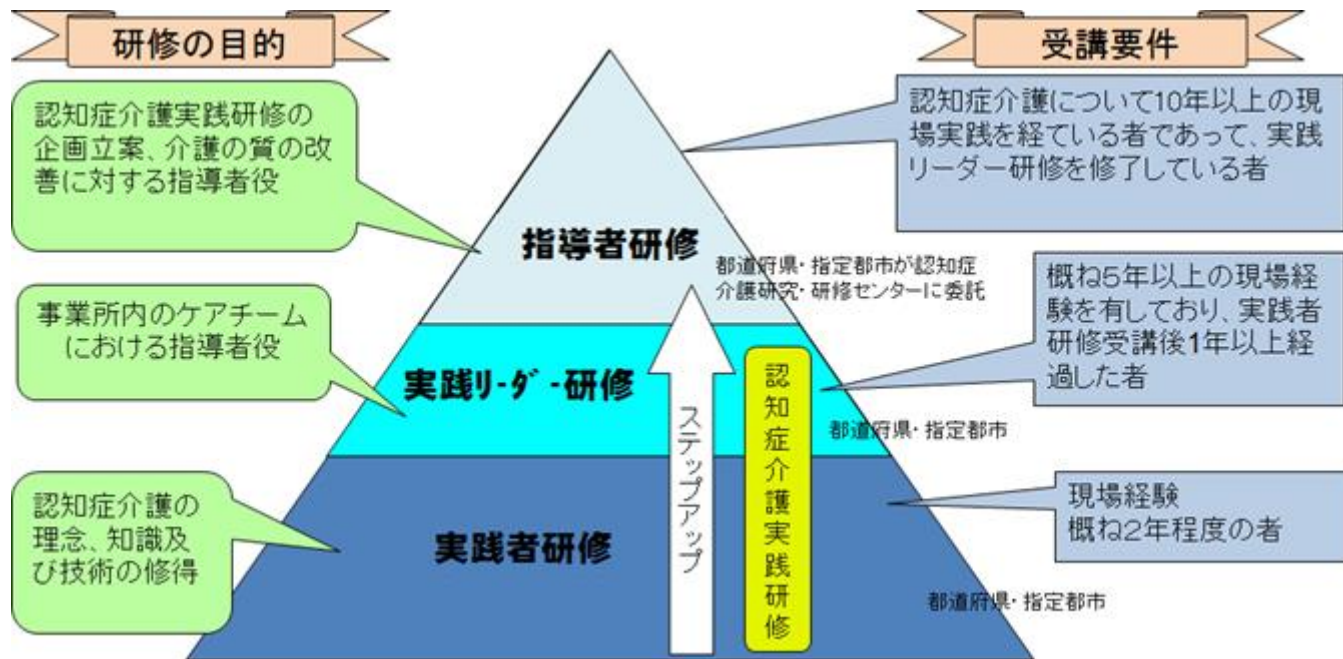 研修の目的
受講要件
認知症介護実践研修の
企画立案、介護の質の改
善に対する指導者役
認知症介護について10年以上の現
場実践を経ている者であって、実践
リーダー研修を修了している者
指導者研修
都道府県・指定都市が認知症
介護研究・研修センターに委託
事業所内のケアチーム
における指導者役
概ね5年以上の現場経
験を有しており、実践者
研修受講後1年以上経
過した者
実践ﾘ-ﾀﾞ-研修
都道府県・指定都市
ステップアップ
認知症介護実践研修
認知症介護の
理念、知識及
び技術の修得
実践者研修
現場経験
概ね2年程度の者
都道府県・指定都市